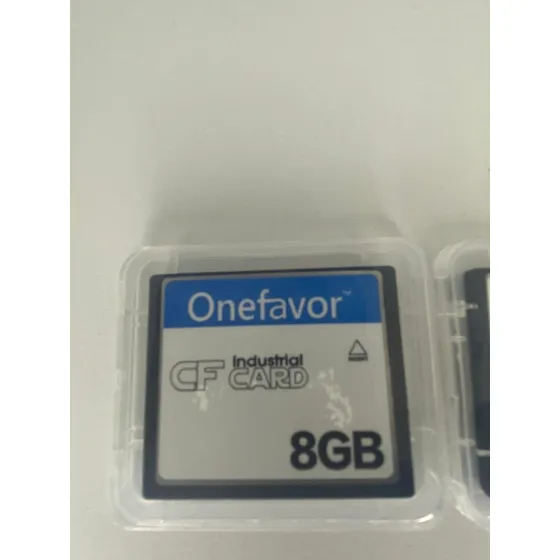 Onefavor™
Industrial
CF CARD
8GB